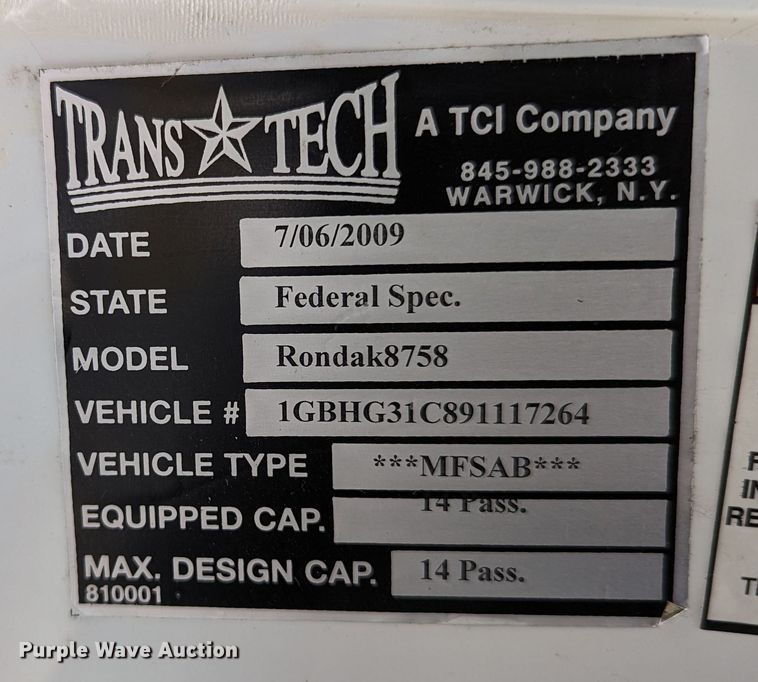 TRANS TECH
A TCI Company
845-988-2333
WARWICK, N.Y.
DATE 7/06/2009
STATE Federal Spec.
MODEL Rondak8758
VEHICLE # 1GBHG31C891117264
VEHICLE TYPE ***MFSAB***
EQUIPPED CAP. 14 Pass.
MAX. DESIGN CAP. 14 Pass.
810001
Purple Wave Auction